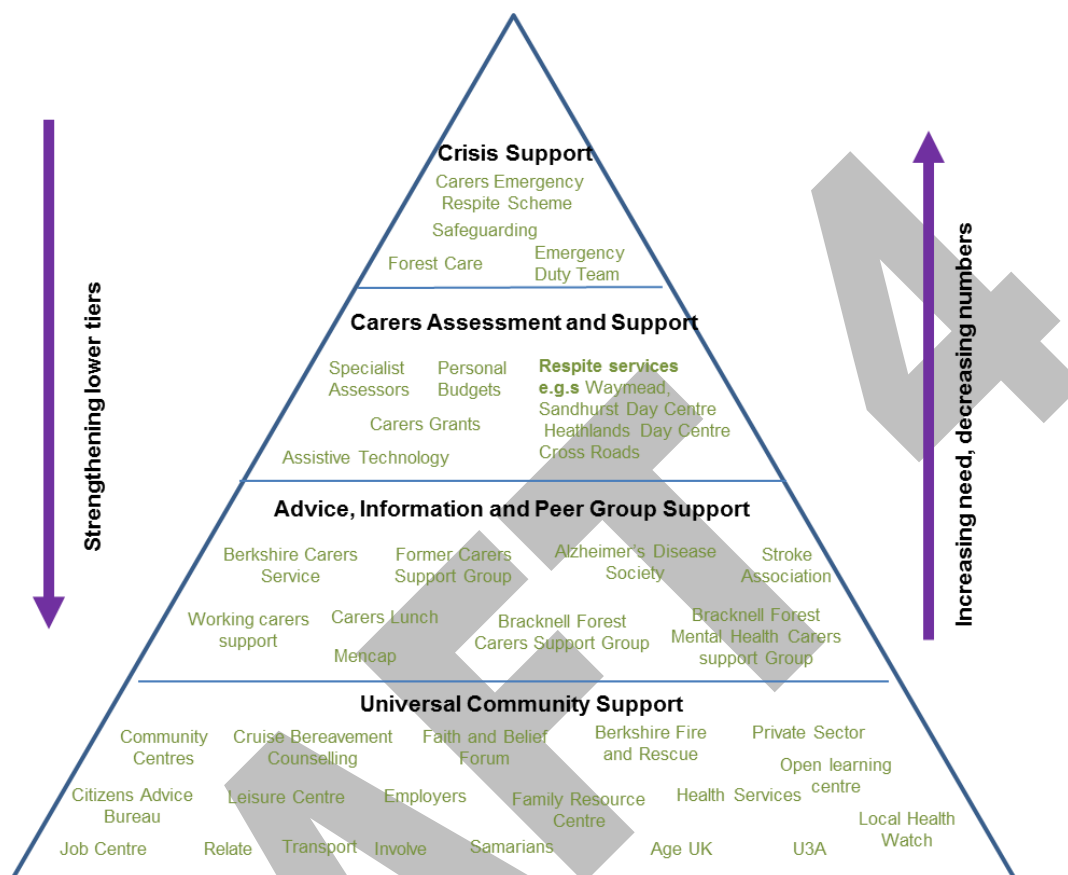 Crisis Support
Carers Emergency
Respite Scheme
Safeguarding
Forest Care
Emergency
Duty Team
Carers Assessment and Support
Specialist
Assessors
Personal
Budgets
Respite services
e.g.s Waymead,
Sandhurst Day Centre
Heathlands Day Centre
Cross Roads
Carers Grants
Assistive Technology
Advice, Information and Peer Group Support
Berkshire Carers
Service
Former Carers
Support Group
Alzheimer's Disease
Society
Stroke
Association
Working carers
support
Carers Lunch
Mencap
Bracknell Forest
Carers Support Group
Bracknell Forest
Mental Health Carers
support Group
Universal Community Support
Community
Centres
Cruise Bereavement
Counselling
Faith and Belief
Forum
Berkshire Fire
and Rescue
Private Sector
Open learning
centre
Citizens Advice
Bureau
Leisure Centre
Employers
Family Resource
Centre
Health Services
Local Health
Watch
Job Centre
Relate
Transport
Involve
Samarians
Age UK
U3A
Strengthening lower tiers
Increasing need, decreasing numbers
AFT 4